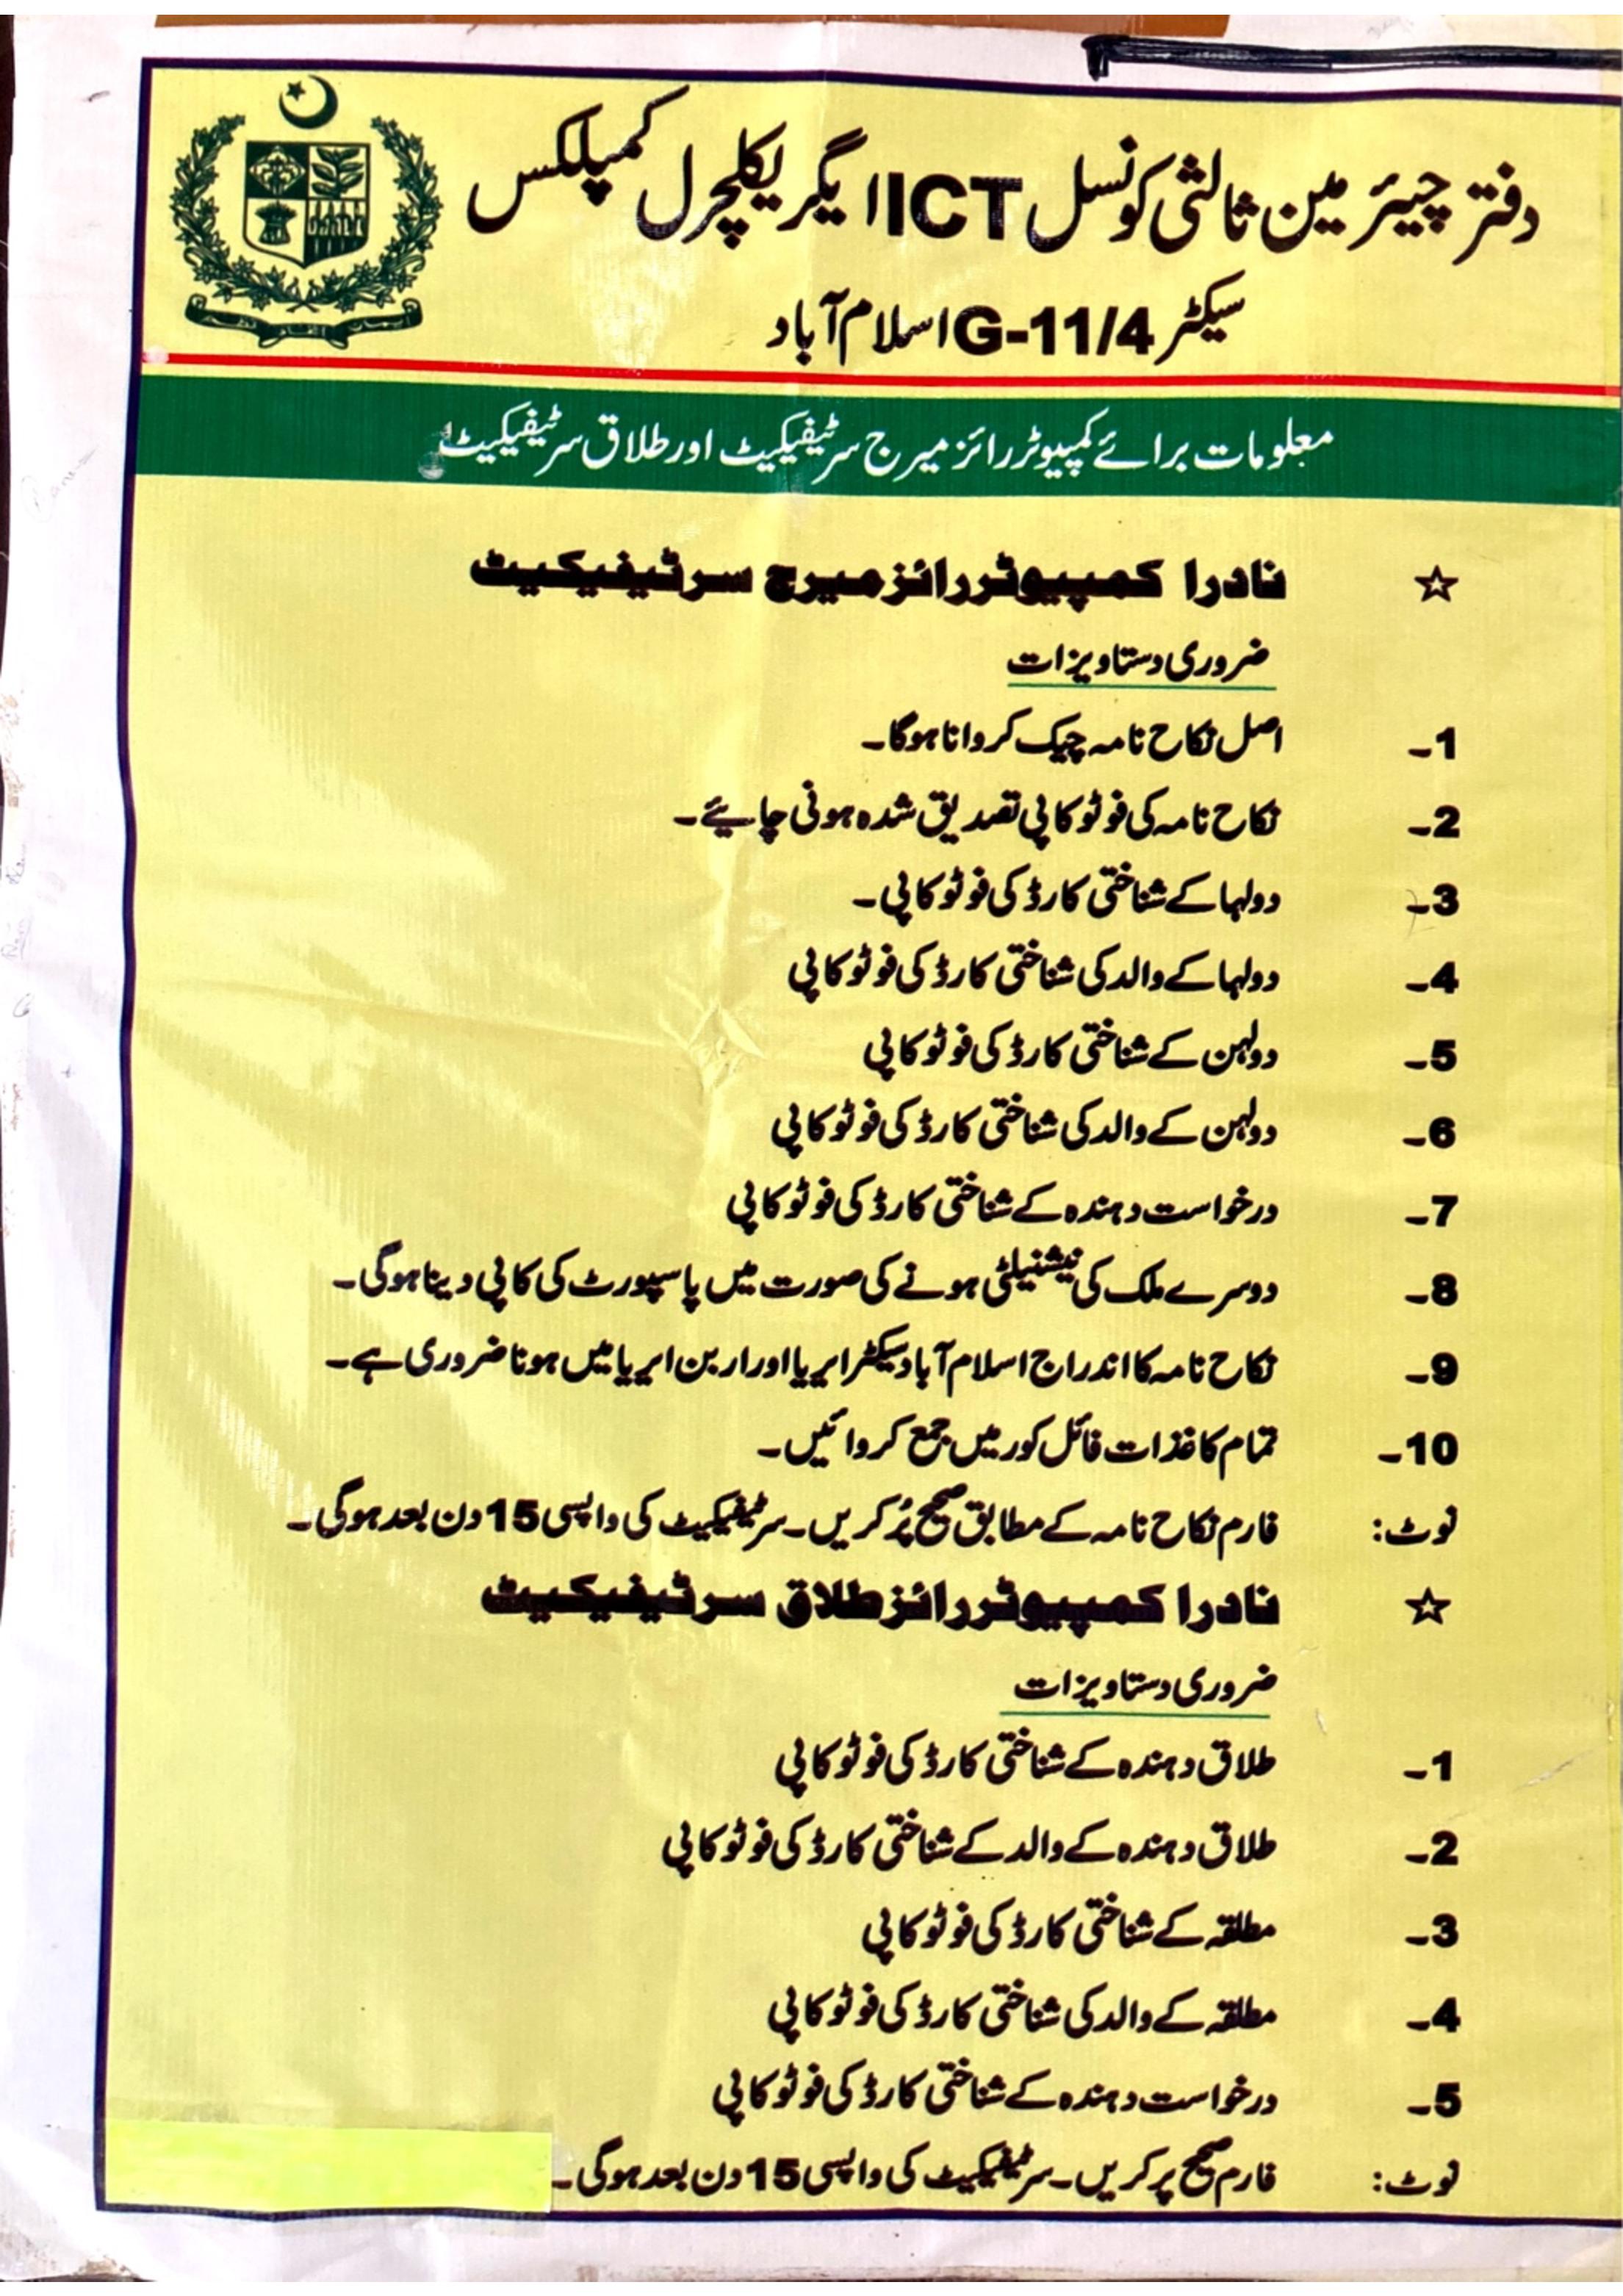 دفتر چیئرمین ثالثی کونسل ICT ایگریکلچرل کمپلکس
سیکٹر G-11/4 اسلام آباد
معلومات برائے کمپیوٹررائز میرج سرٹیفیکیٹ اور طلاق سرٹیفیکیٹ
☆ نادرا کمپیوٹررائز میرج سرٹیفیکیٹ
ضروری دستاویزات
1۔ اصل نکاح نامہ چیک کروانا ہوگا۔
2۔ نکاح نامہ کی فوٹو کاپی تصدیق شدہ ہونی چاہیئے۔
3۔ دولہا کے شناختی کارڈ کی فوٹو کاپی۔
4۔ دولہا کے والد کی شناختی کارڈ کی فوٹو کاپی
5۔ دولہن کے شناختی کارڈ کی فوٹو کاپی
6۔ دولہن کے والد کی شناختی کارڈ کی فوٹو کاپی
7۔ درخواست دہندہ کے شناختی کارڈ کی فوٹو کاپی
8۔ دوسرے ملک کی نیشنیلٹی ہونے کی صورت میں پاسپورٹ کی کاپی دینا ہوگی۔
9۔ نکاح نامہ کا اندراج اسلام آباد سیکٹر ایریا اور اربن ایریا میں ہونا ضروری ہے۔
10۔ تمام کاغذات فائل کور میں جمع کروائیں۔
نوٹ: فارم نکاح نامہ کے مطابق صحیح پُر کریں۔ سرٹیفیکیٹ کی واپسی 15 دن بعد ہوگی۔
☆ نادرا کمپیوٹررائز طلاق سرٹیفیکیٹ
ضروری دستاویزات
1۔ طلاق دہندہ کے شناختی کارڈ کی فوٹو کاپی
2۔ طلاق دہندہ کے والد کے شناختی کارڈ کی فوٹو کاپی
3۔ مطلقہ کے شناختی کارڈ کی فوٹو کاپی
4۔ مطلقہ کے والد کی شناختی کارڈ کی فوٹو کاپی
5۔ درخواست دہندہ کے شناختی کارڈ کی فوٹو کاپی
نوٹ: فارم صحیح پر کریں۔ سرٹیفیکیٹ کی واپسی 15 دن بعد ہوگی۔